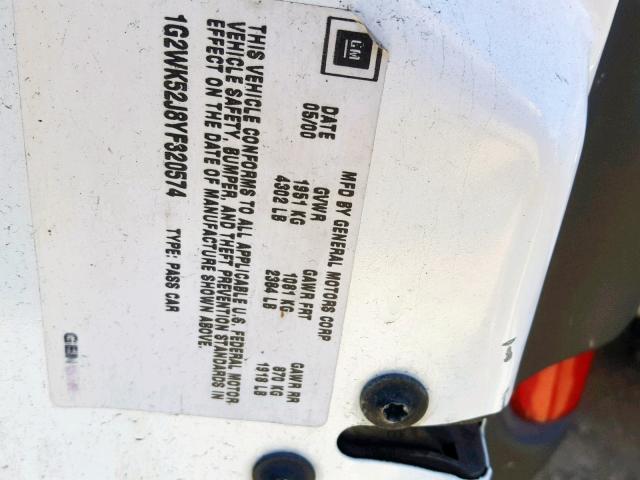 GM
MFD BY GENERAL MOTORS CORP
DATE GVWR GAWR FRT GAWR RR
05/00 1951 KG 1081 KG 870 KG
4302 LB 2384 LB 1918 LB
THIS VEHICLE CONFORMS TO ALL APPLICABLE U.S. FEDERAL MOTOR
VEHICLE SAFETY, BUMPER, AND THEFT PREVENTION STANDARDS IN
EFFECT ON THE DATE OF MANUFACTURE SHOWN ABOVE.
1G2WK52J8YF320574 TYPE: PASS CAR